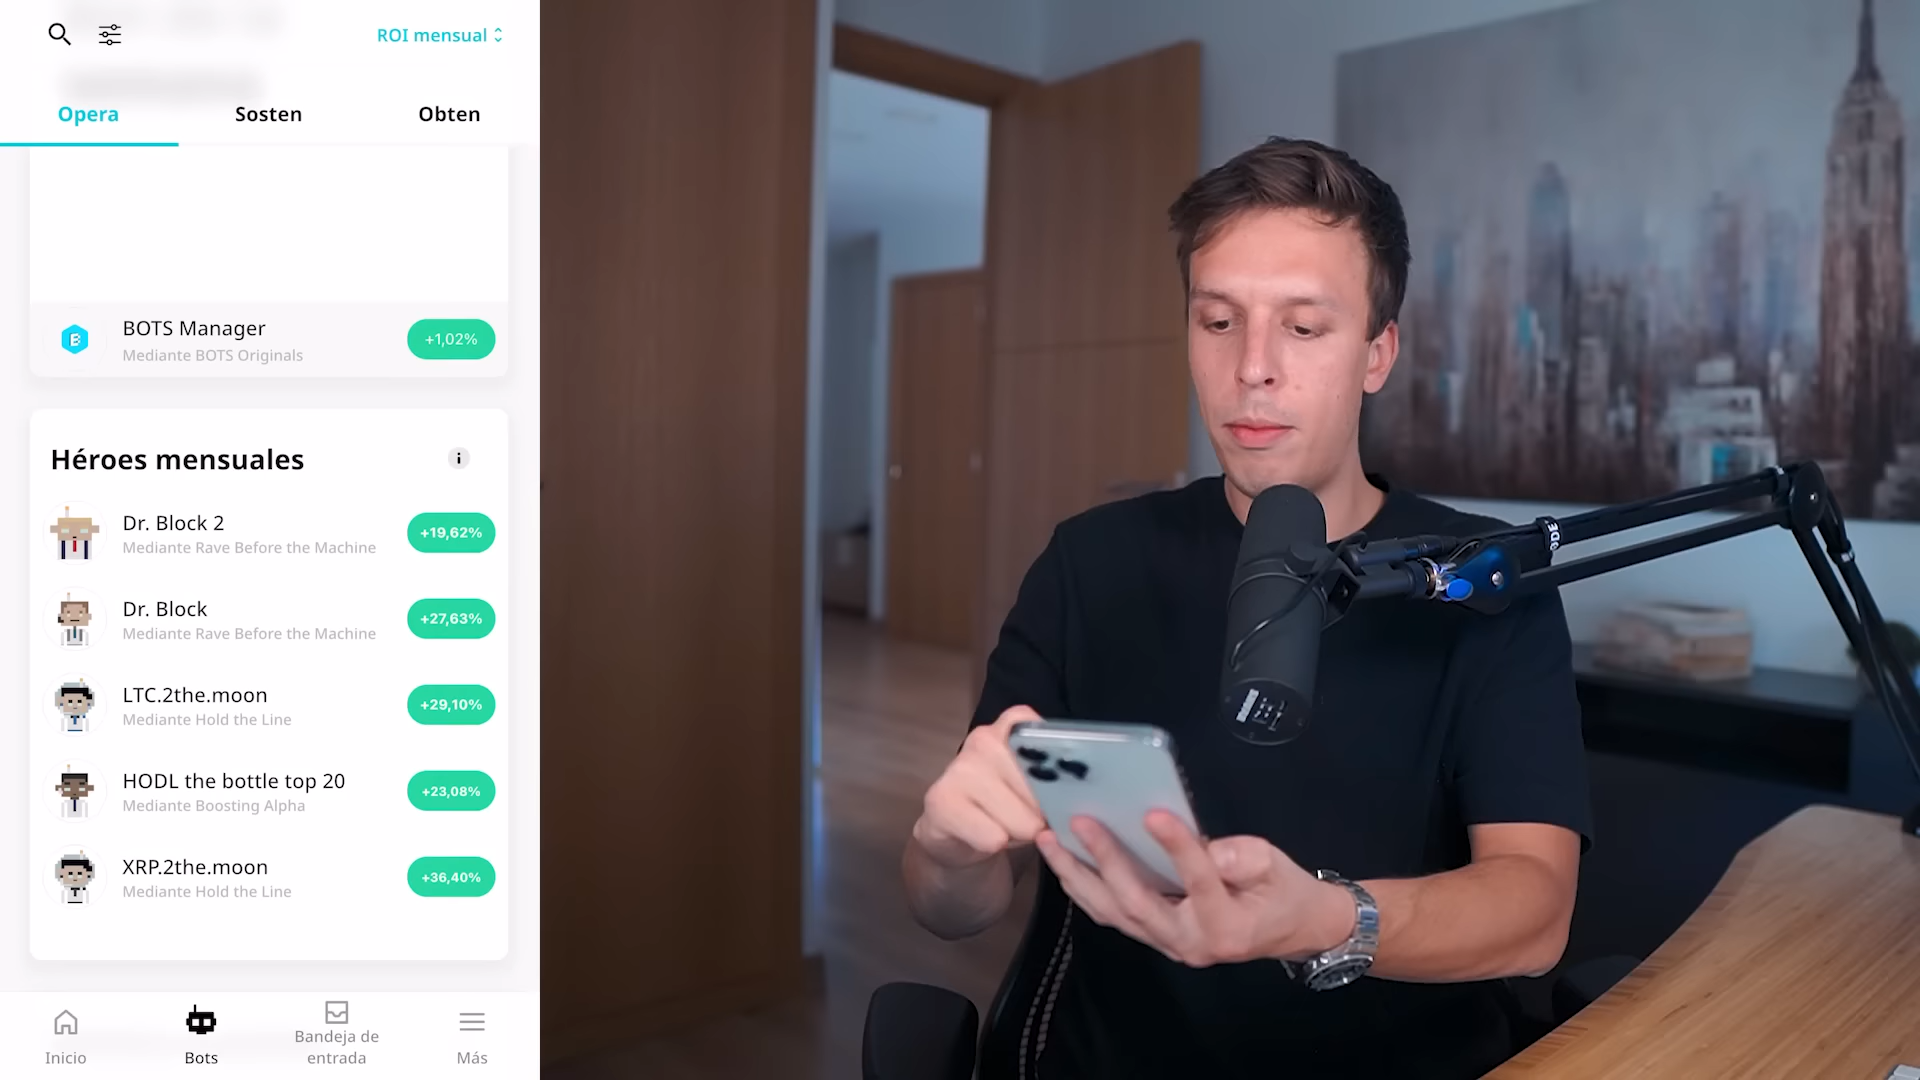 ROI mensual
Opera
Sosten
Obten
BOTS Manager
+1,02%
Mediante BOTS Originals
Héroes mensuales
Dr. Block 2
+19,62%
Mediante Rave Before the Machine
Dr. Block
+27,63%
Mediante Rave Before the Machine
LTC.2the.moon
+29,10%
Mediante Hold the Line
HODL the bottle top 20
+23,08%
Mediante Boosting Alpha
XRP.2the.moon
+36,40%
Mediante Hold the Line
Inicio
Bots
Bandeja de
entrada
Más